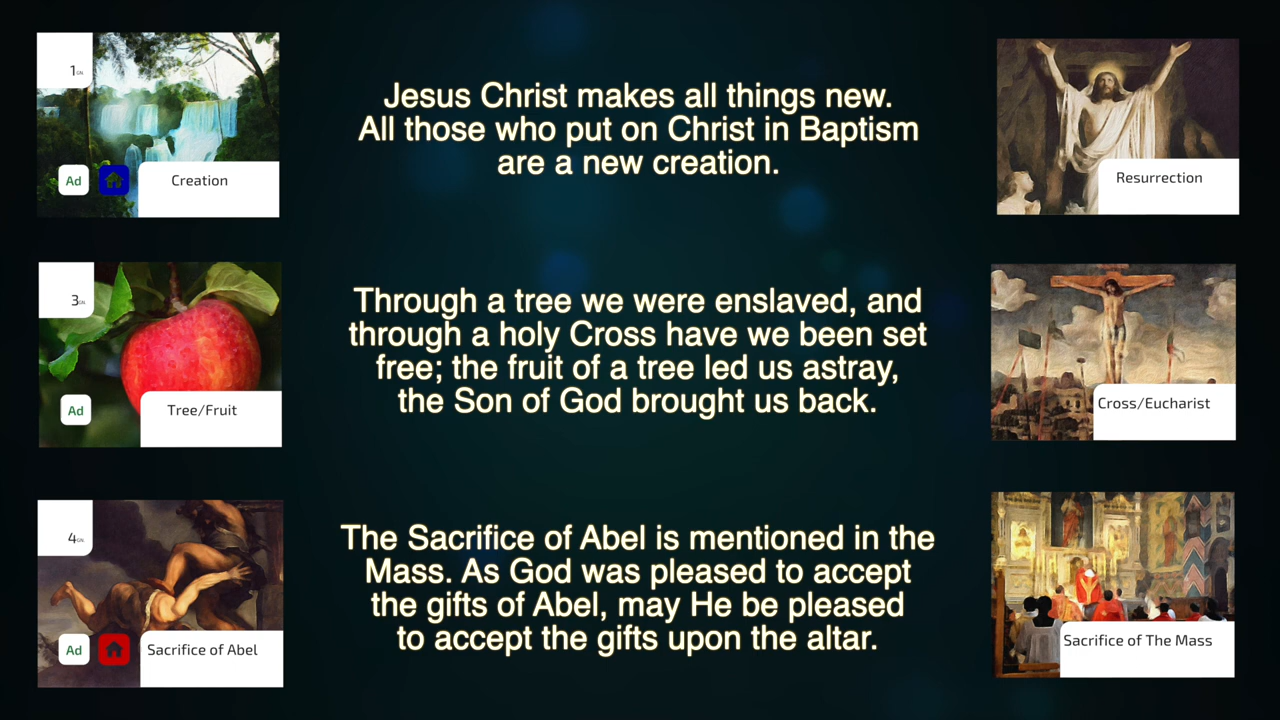 1 GN.
Ad
Creation
Jesus Christ makes all things new.
All those who put on Christ in Baptism
are a new creation.
Resurrection
3 GN.
Ad
Tree/Fruit
Through a tree we were enslaved, and
through a holy Cross have we been set
free; the fruit of a tree led us astray,
the Son of God brought us back.
Cross/Eucharist
4 GN.
Ad
Sacrifice of Abel
The Sacrifice of Abel is mentioned in the
Mass. As God was pleased to accept
the gifts of Abel, may He be pleased
to accept the gifts upon the altar.
Sacrifice of The Mass